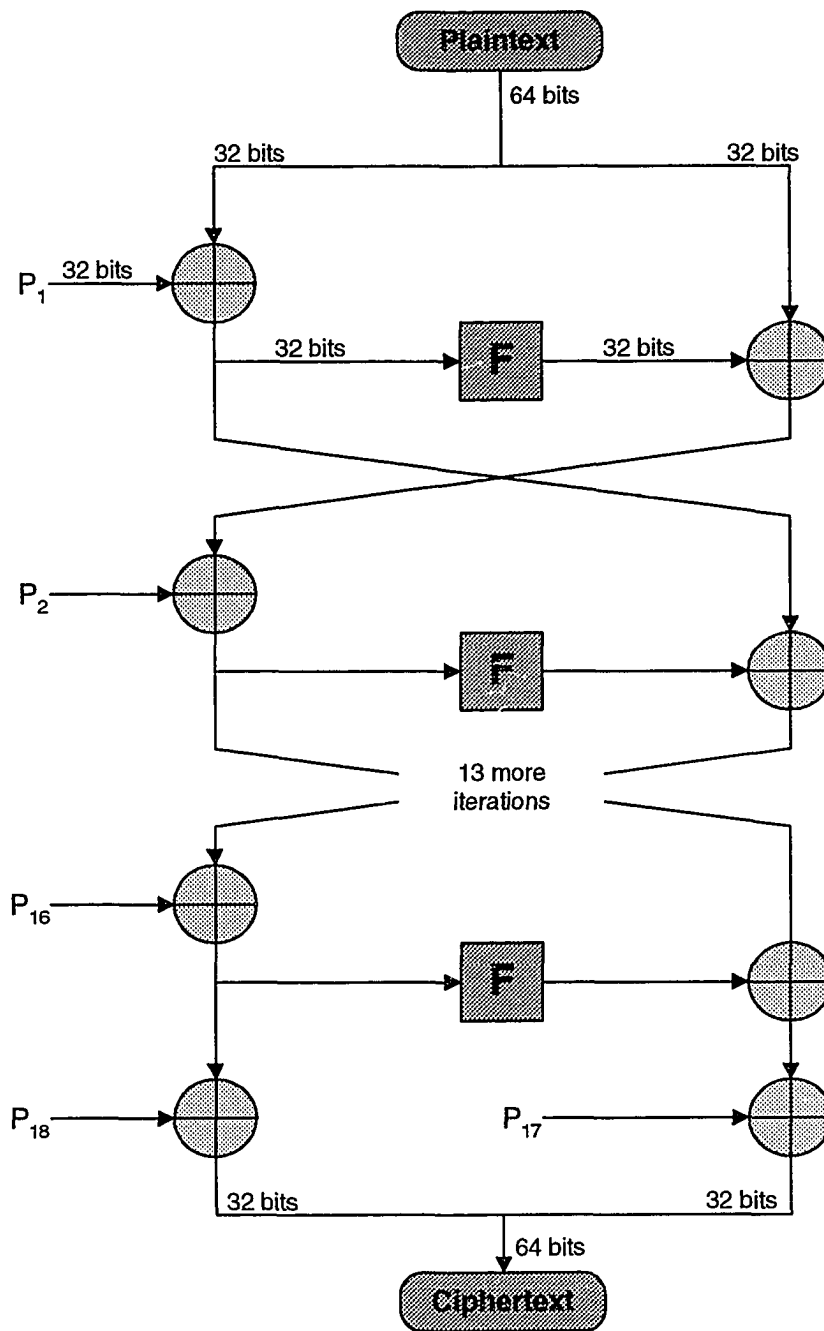 Plaintext
64 bits
32 bits
32 bits
P1
32 bits
32 bits
F
32 bits
P2
F
13 more
iterations
P16
F
P18
P17
32 bits
32 bits
64 bits
Ciphertext